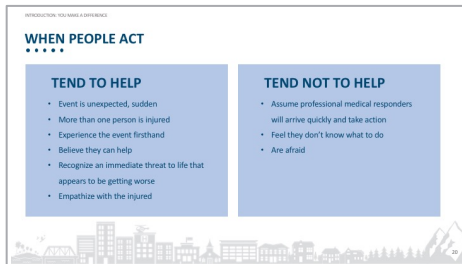 INTRODUCTION: YOU MAKE A DIFFERENCE
WHEN PEOPLE ACT
TEND TO HELP
• Event is unexpected, sudden
• More than one person is injured
• Experience the event firsthand
• Believe they can help
• Recognize an immediate threat to life that
appears to be getting worse
• Empathize with the injured
TEND NOT TO HELP
• Assume professional medical responders
will arrive quickly and take action
• Feel they don't know what to do
• Are afraid
20